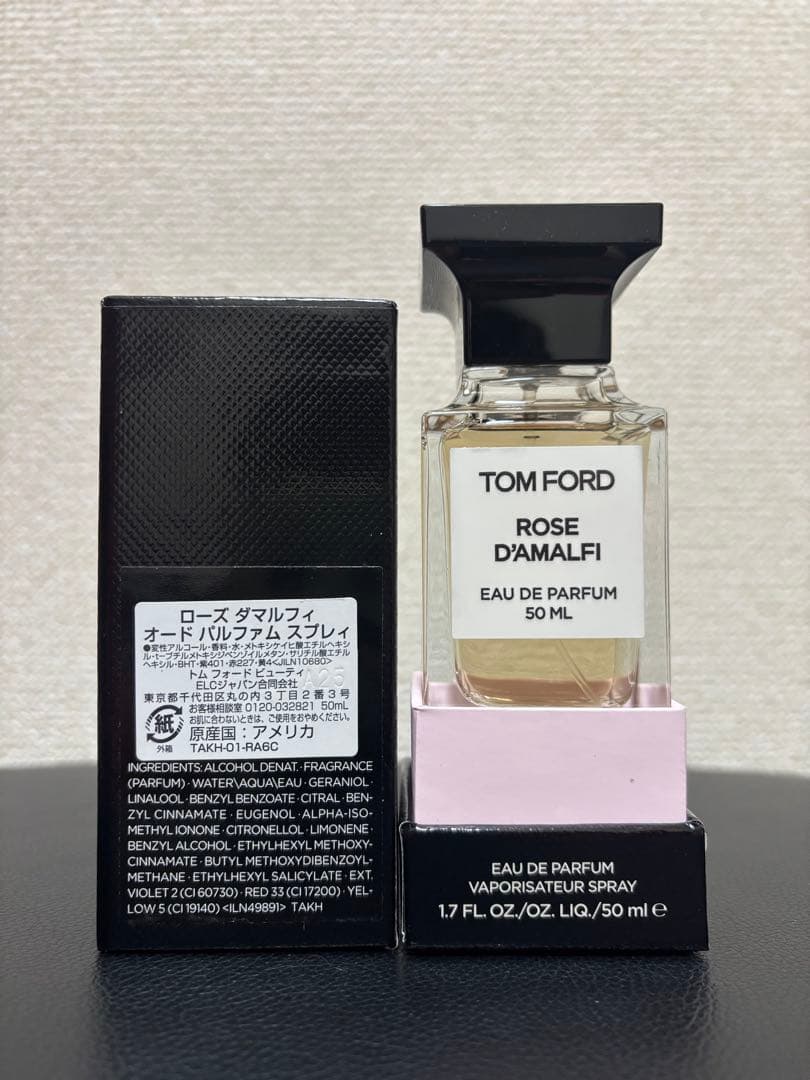 ローズ ダマルフィ
オード パルファム スプレィ
●変性アルコール・香料・水・メトキシケイヒ酸エチルヘキシ
ル・t-ブチルメトキシジベンゾイルメタン・サリチル酸エチル
ヘキシル・BHT・紫401・赤227・黄4<JILN10680>
トム フォード ビューティ
ELCジャパン合同会社 A25
東京都千代田区丸の内3丁目2番3号
お客様相談室 0120-032821 50mL
お肌に合わないときは、ご使用をおやめください。
紙 原産国：アメリカ
外箱 TAKH-01-RA6C
INGREDIENTS: ALCOHOL DENAT. · FRAGRANCE
(PARFUM) · WATER\AQUA\EAU · GERANIOL ·
LINALOOL · BENZYL BENZOATE · CITRAL · BEN-
ZYL CINNAMATE · EUGENOL · ALPHA-ISO-
METHYL IONONE · CITRONELLOL · LIMONENE ·
BENZYL ALCOHOL · ETHYLHEXYL METHOXY-
CINNAMATE · BUTYL METHOXYDIBENZOYL-
METHANE · ETHYLHEXYL SALICYLATE · EXT.
VIOLET 2 (CI 60730) · RED 33 (CI 17200) · YEL-
LOW 5 (CI 19140) <ILN49891> TAKH
TOM FORD
ROSE
D'AMALFI
EAU DE PARFUM
50 ML
EAU DE PARFUM
VAPORISATEUR SPRAY
1.7 FL. OZ./OZ. LIQ./50 ml e